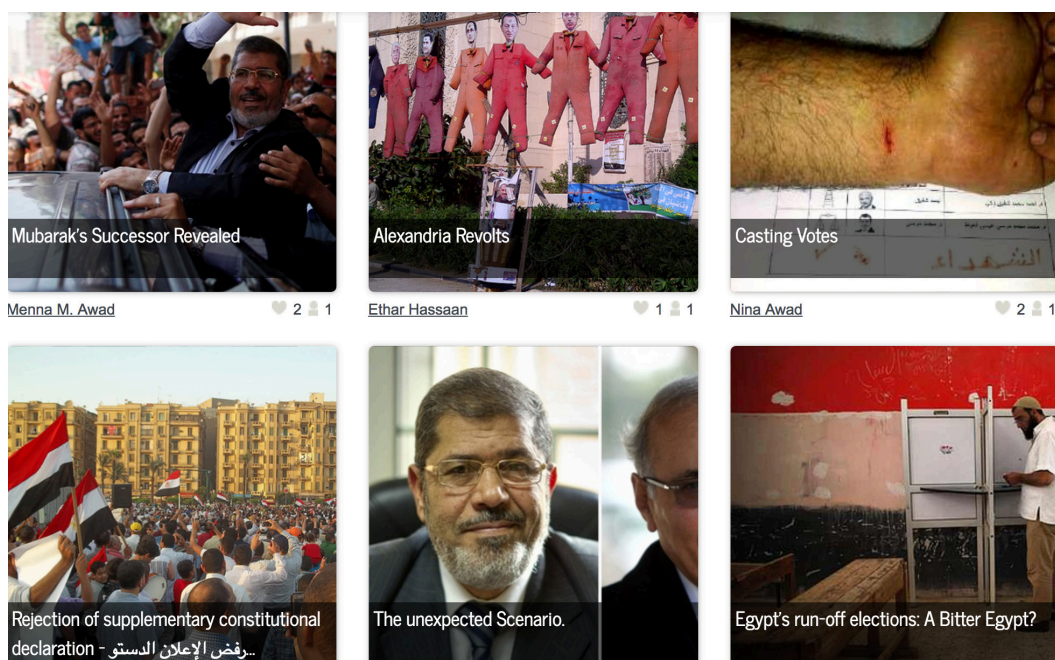 Mubarak's Successor Revealed
Alexandria Revolts
Casting Votes
Menna M. Awad
2
1
Ethar Hassaan
1
1
Nina Awad
2
1
الشهداء
Rejection of supplementary constitutional
declaration - رفض الإعلان الدستو...
The unexpected Scenario.
Egypt's run-off elections: A Bitter Egypt?